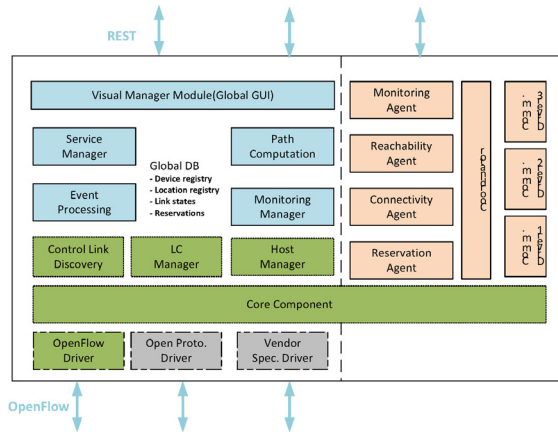 REST
Visual Manager Module(Global GUI)
Service
Manager
Event
Processing
Global DB
- Device registry
- Location registry
- Link states
- Reservations
Path
Computation
Monitoring
Manager
Control Link
Discovery
LC
Manager
Host
Manager
Monitoring
Agent
Reachability
Agent
Connectivity
Agent
Reservation
Agent
Core Component
OpenFlow
Driver
Open Proto.
Driver
Vendor
Spec. Driver
OpenFlow